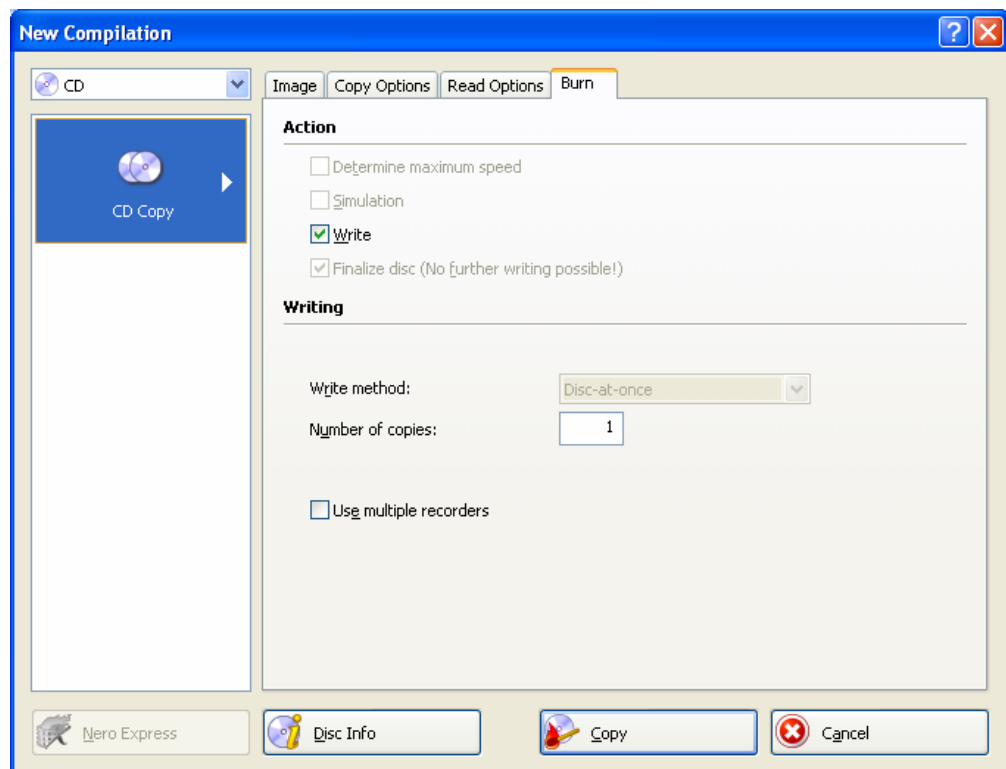 New Compilation
CD
CD Copy
Image Copy Options Read Options Burn
Action
Determine maximum speed
Simulation
Write
Finalize disc (No further writing possible!)
Writing
Write method: Disc-at-once
Number of copies: 1
Use multiple recorders
Nero Express Disc Info Copy Cancel